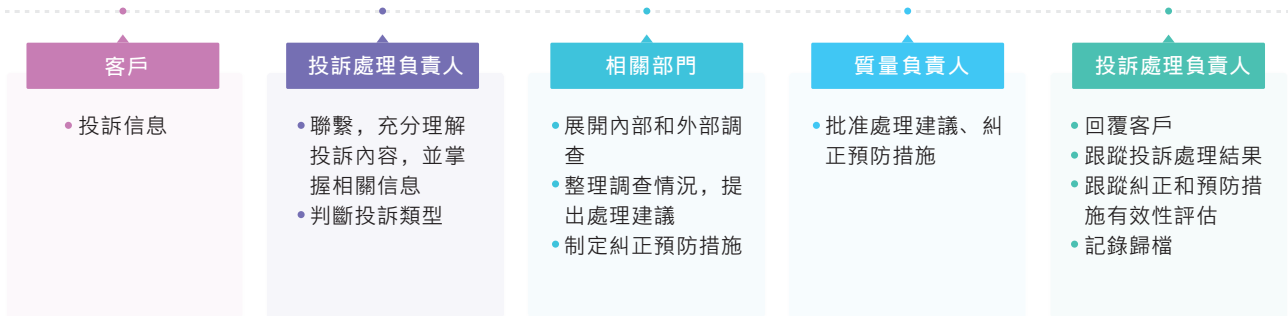 客戶
投訴信息
投訴處理負責人
聯繫，充分理解
投訴內容，並掌
握相關信息
判斷投訴類型
相關部門
展開內部和外部調
查
整理調查情況，提
出處理建議
制定糾正預防措施
質量負責人
批准處理建議、糾
正預防措施
投訴處理負責人
回覆客戶
跟蹤投訴處理結果
跟蹤糾正和預防措
施有效性評估
記錄歸檔